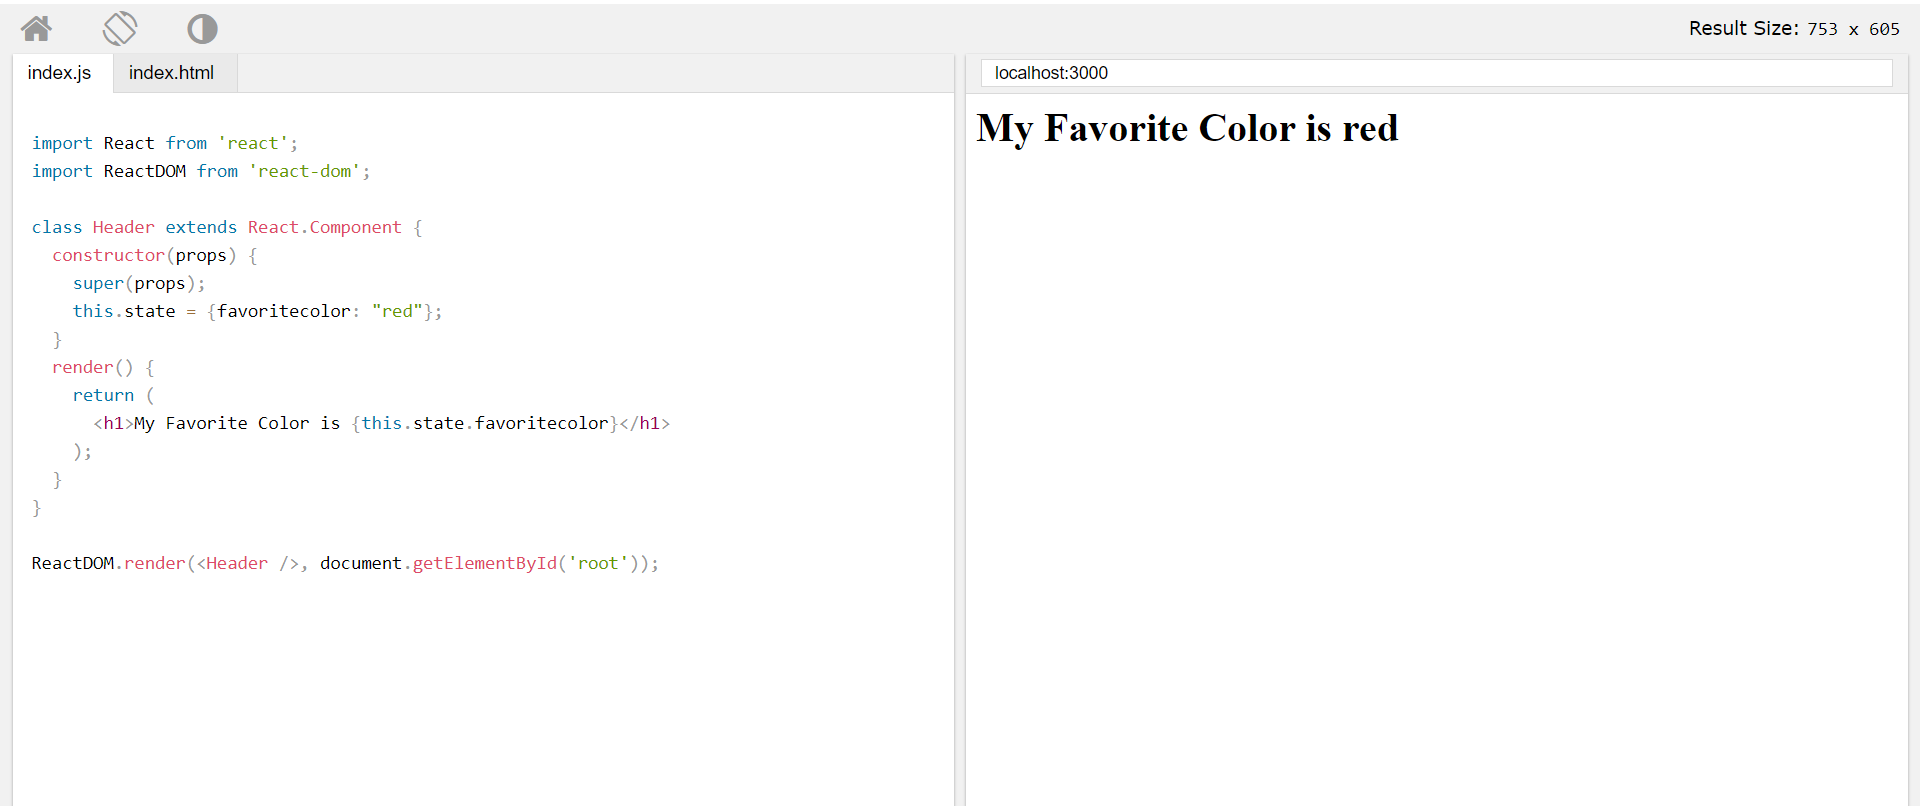 Result Size: 753 x 605
index.js index.html
import React from 'react';
import ReactDOM from 'react-dom';
class Header extends React.Component {
  constructor(props) {
    super(props);
    this.state = {favoritecolor: "red"};
  }
  render() {
    return (
      <h1>My Favorite Color is {this.state.favoritecolor}</h1>
    );
  }
}
ReactDOM.render(<Header />, document.getElementById('root'));
localhost:3000
My Favorite Color is red